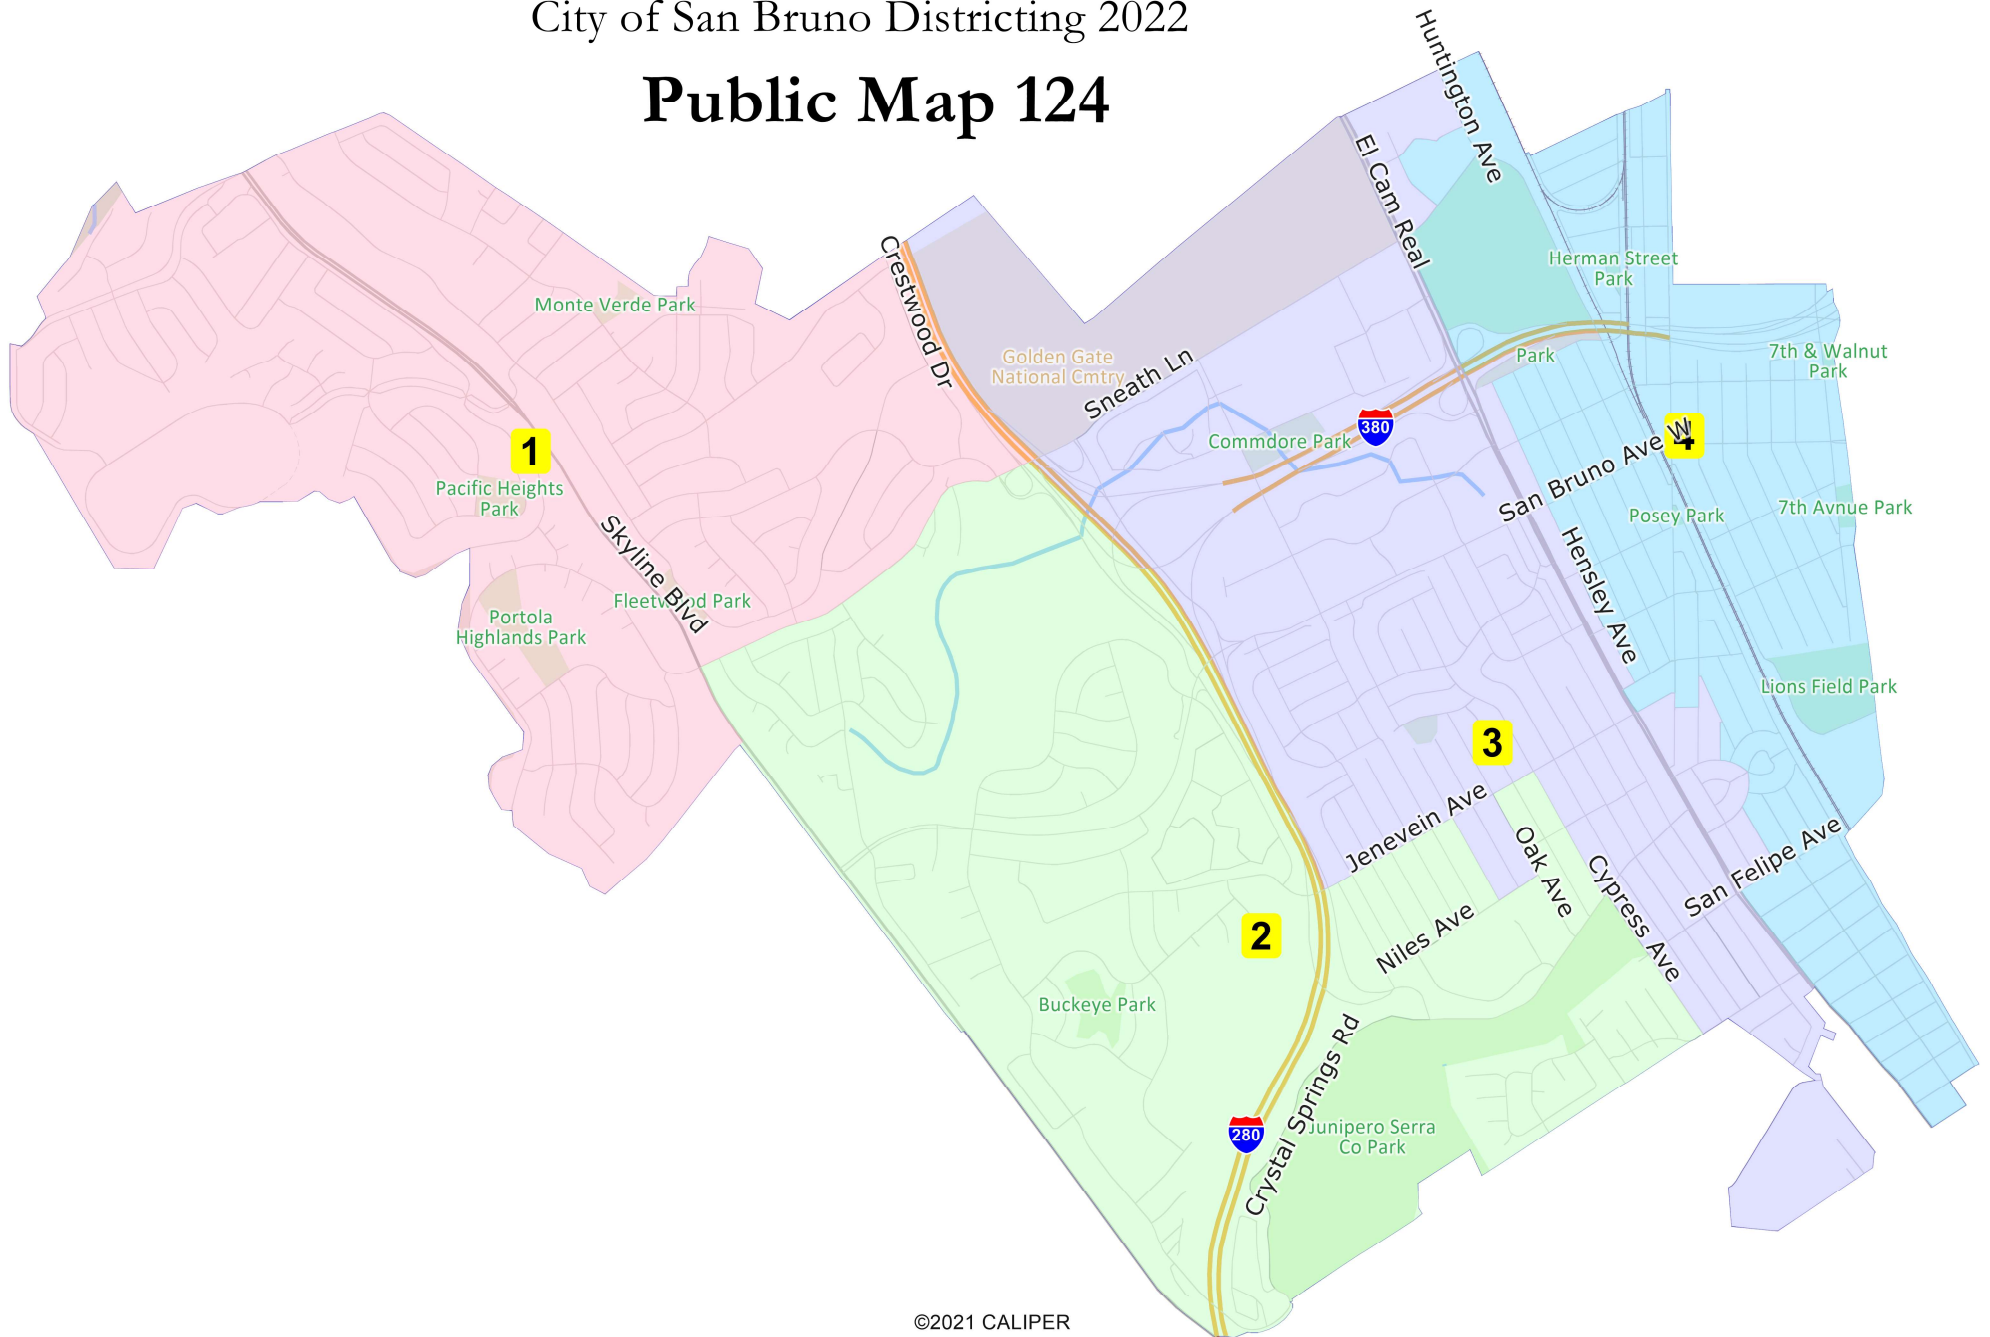 City of San Bruno Districting 2022
Public Map 124
Huntington Ave
El Cam Real
Crestwood Dr
Herman Street
Park
Monte Verde Park
Golden Gate
National Cmtry
Sneath Ln
Park
7th & Walnut
Park
380
Commdore Park
4
San Bruno Ave W
1
Pacific Heights
Park
Posey Park
7th Avnue Park
Skyline Blvd
Hensley Ave
Fleetwood Park
Portola
Highlands Park
Lions Field Park
3
Jenevein Ave
Oak Ave
Cypress Ave
San Felipe Ave
2
Niles Ave
Buckeye Park
Crystal Springs Rd
280
Junipero Serra
Co Park
©2021 CALIPER